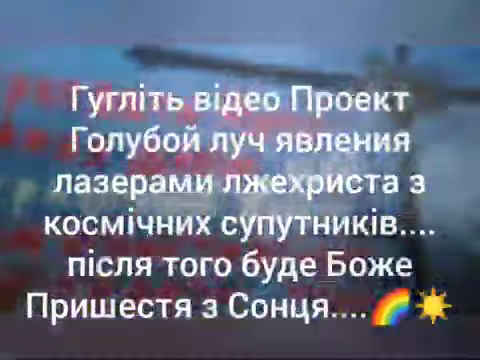 Гугліть відео Проект
Голубой луч явления
лазерами лжехриста з
космічних супутників....
після того буде Боже
Пришестя з Сонця....🌈☀️